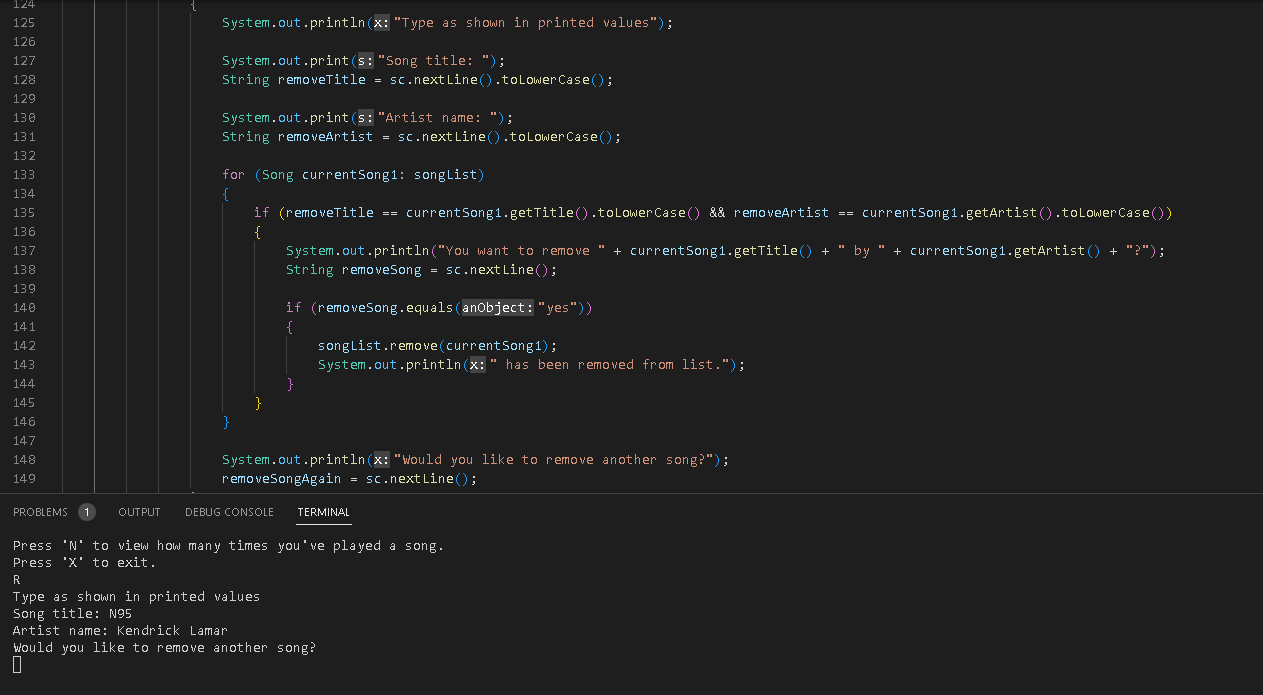 124 {
125 System.out.println(x: "Type as shown in printed values");
126
127 System.out.print(s: "Song title: ");
128 String removeTitle = sc.nextLine().toLowerCase();
129
130 System.out.print(s: "Artist name: ");
131 String removeArtist = sc.nextLine().toLowerCase();
132
133 for (Song currentSong1: songList)
134 {
135 if (removeTitle == currentSong1.getTitle().toLowerCase() && removeArtist == currentSong1.getArtist().toLowerCase())
136 {
137 System.out.println("You want to remove " + currentSong1.getTitle() + " by " + currentSong1.getArtist() + "?");
138 String removeSong = sc.nextLine();
139
140 if (removeSong.equals(anObject: "yes"))
141 {
142 songList.remove(currentSong1);
143 System.out.println(x: " has been removed from list.");
144 }
145 }
146 }
147
148 System.out.println(x: "Would you like to remove another song?");
149 removeSongAgain = sc.nextLine();
PROBLEMS 1 OUTPUT DEBUG CONSOLE TERMINAL
Press 'N' to view how many times you've played a song.
Press 'X' to exit.
R
Type as shown in printed values
Song title: N95
Artist name: Kendrick Lamar
Would you like to remove another song?